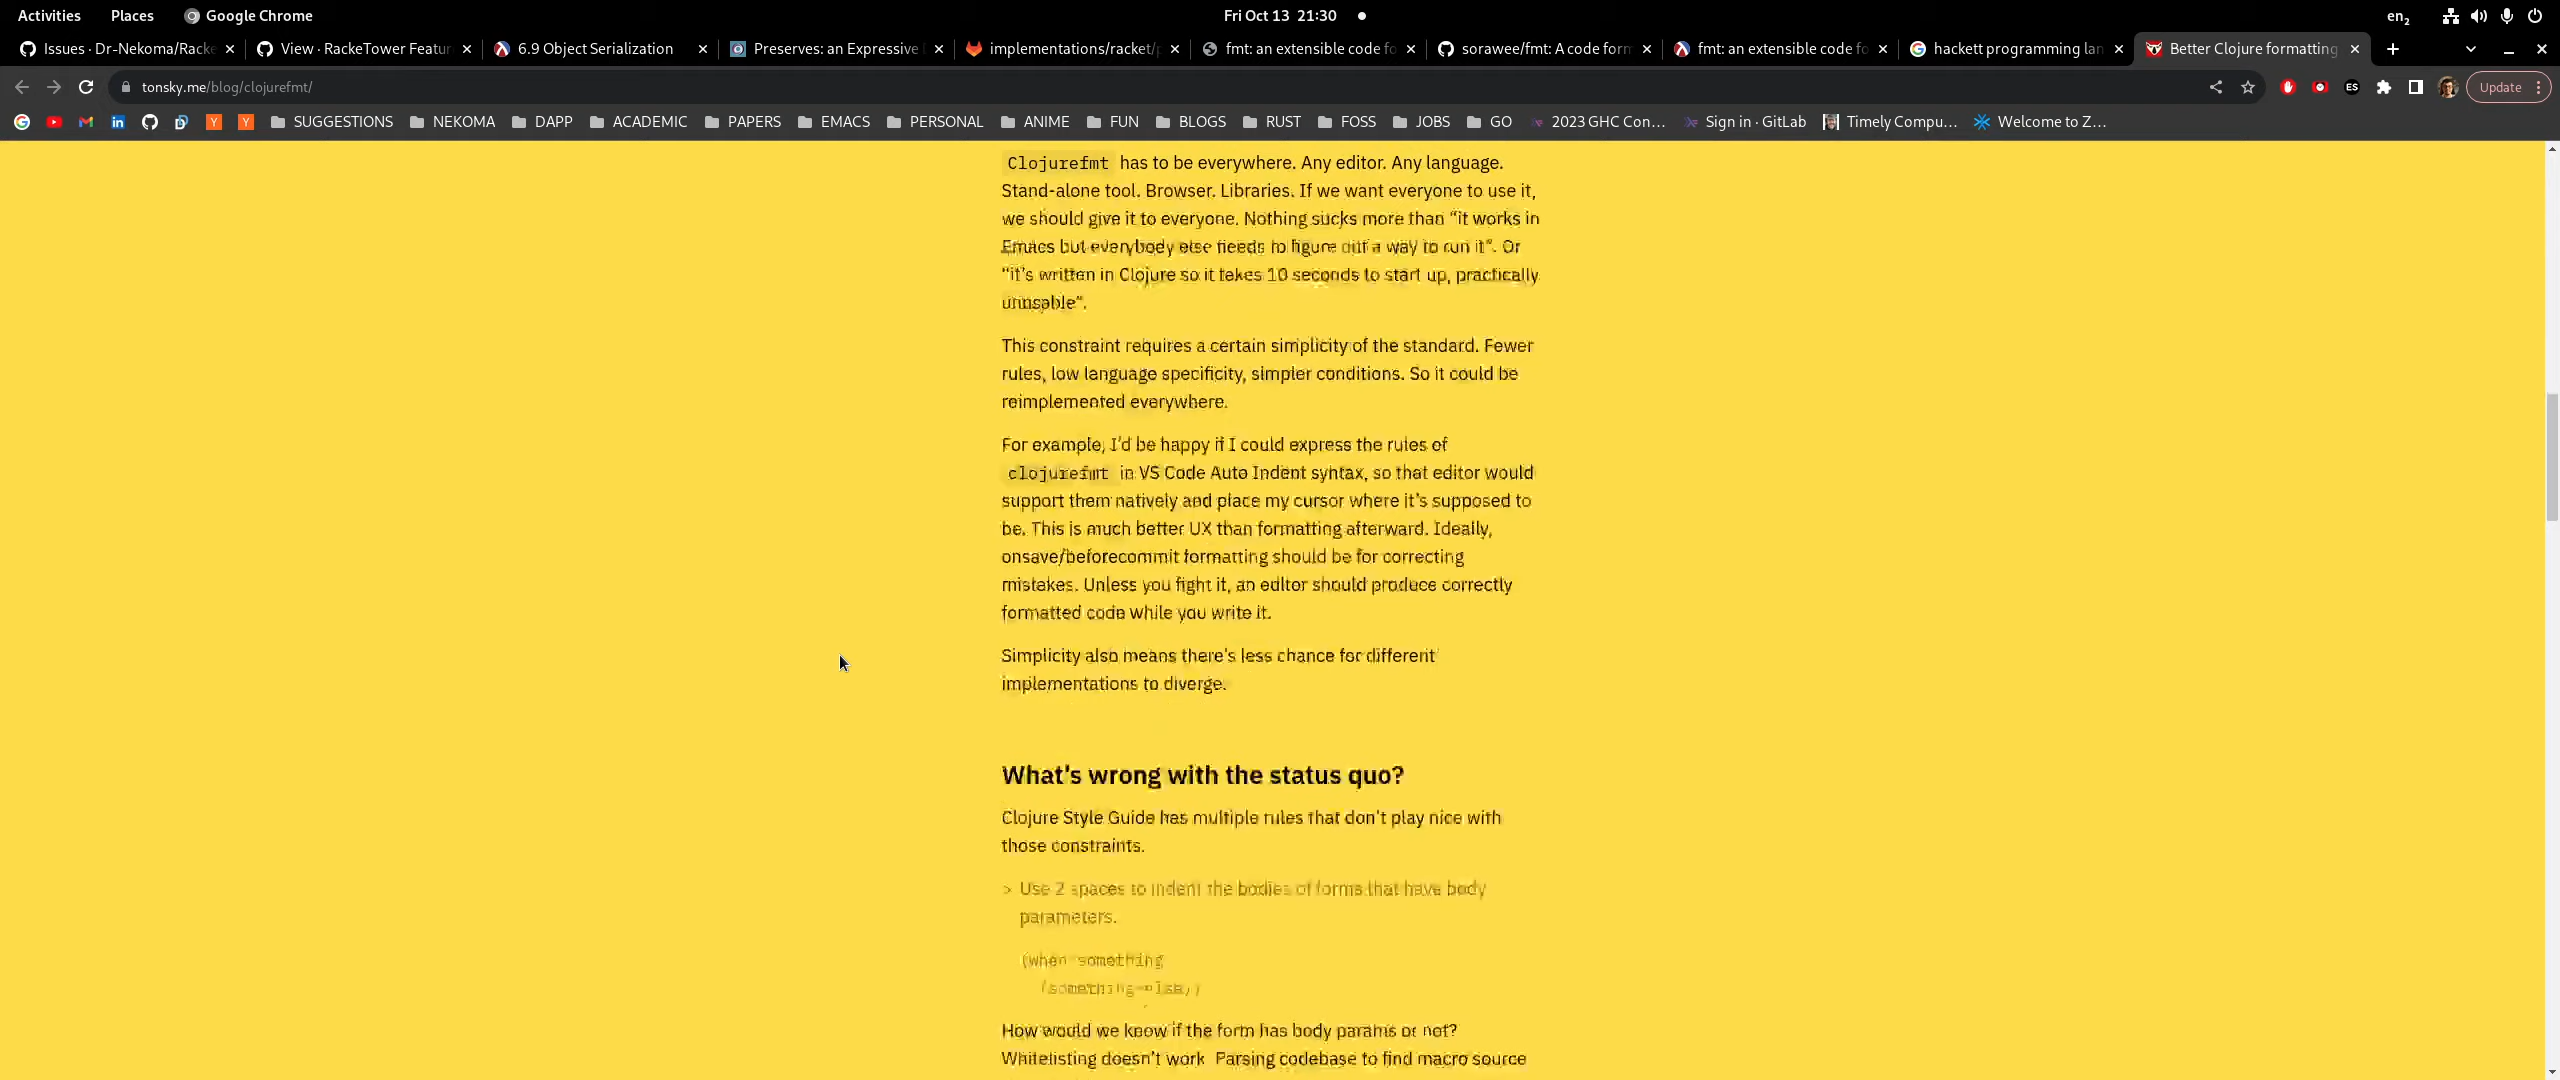 Activities Places Google Chrome Fri Oct 13 21:30 en2
Issues · Dr-Nekoma/Racke View · RackeTower Featur 6.9 Object Serialization Preserves: an Expressive implementations/racket/p fmt: an extensible code fo sorawee/fmt: A code form fmt: an extensible code fo hackett programming lan Better Clojure formatting
tonsky.me/blog/clojurefmt/ Update
SUGGESTIONS NEKOMA DAPP ACADEMIC PAPERS EMACS PERSONAL ANIME FUN BLOGS RUST FOSS JOBS GO 2023 GHC Con... Sign in · GitLab Timely Compu... Welcome to Z...
Clojurefmt has to be everywhere. Any editor. Any language.
Stand-alone tool. Browser. Libraries. If we want everyone to use it,
we should give it to everyone. Nothing sucks more than “it works in
Emacs but everybody else needs to figure out a way to run it”. Or
“it’s written in Clojure so it takes 10 seconds to start up, practically
unusable”.
This constraint requires a certain simplicity of the standard. Fewer
rules, low language specificity, simpler conditions. So it could be
reimplemented everywhere.
For example, I’d be happy if I could express the rules of
clojurefmt in VS Code Auto Indent syntax, so that editor would
support them natively and place my cursor where it’s supposed to
be. This is much better UX than formatting afterward. Ideally,
onsave/beforecommit formatting should be for correcting
mistakes. Unless you fight it, an editor should produce correctly
formatted code while you write it.
Simplicity also means there’s less chance for different
implementations to diverge.
What’s wrong with the status quo?
Clojure Style Guide has multiple rules that don’t play nice with
those constraints.
> Use 2 spaces to indent the bodies of forms that have body
parameters.
(when something
(something-else))
How would we know if the form has body params or not?
Whitelisting doesn’t work. Parsing codebase to find macro source